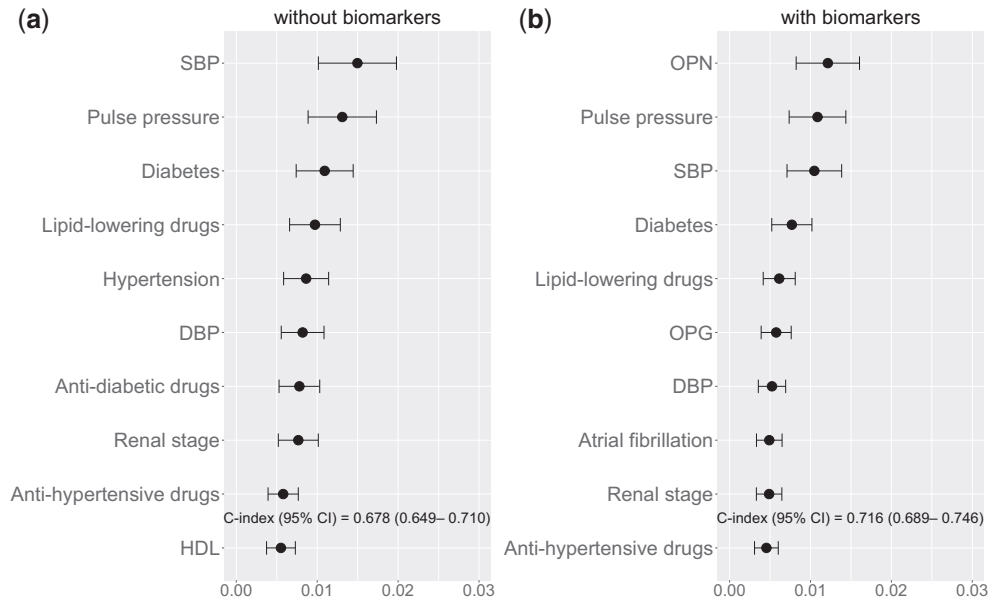 (a)
without biomarkers
SBP
Pulse pressure
Diabetes
Lipid-lowering drugs
Hypertension
DBP
Anti-diabetic drugs
Renal stage
Anti-hypertensive drugs
C-index (95% CI) = 0.678 (0.649– 0.710)
HDL
0.00 0.01 0.02 0.03
(b)
with biomarkers
OPN
Pulse pressure
SBP
Diabetes
Lipid-lowering drugs
OPG
DBP
Atrial fibrillation
Renal stage
C-index (95% CI) = 0.716 (0.689– 0.746)
Anti-hypertensive drugs
0.00 0.01 0.02 0.03